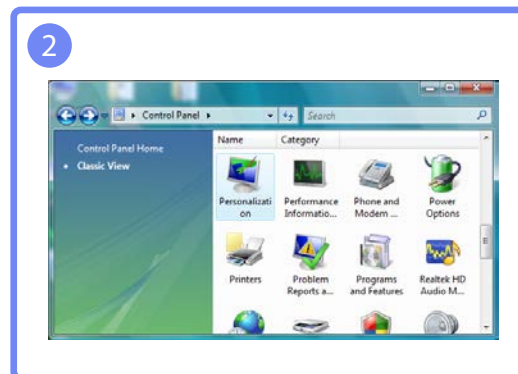 2
Control Panel
Search
Control Panel Home
Classic View
Name Category
Personalizati
on
Performance
Informatio...
Phone and
Modem ...
Power
Options
Printers
Problem
Reports a...
Programs
and Features
Realtek HD
Audio M...